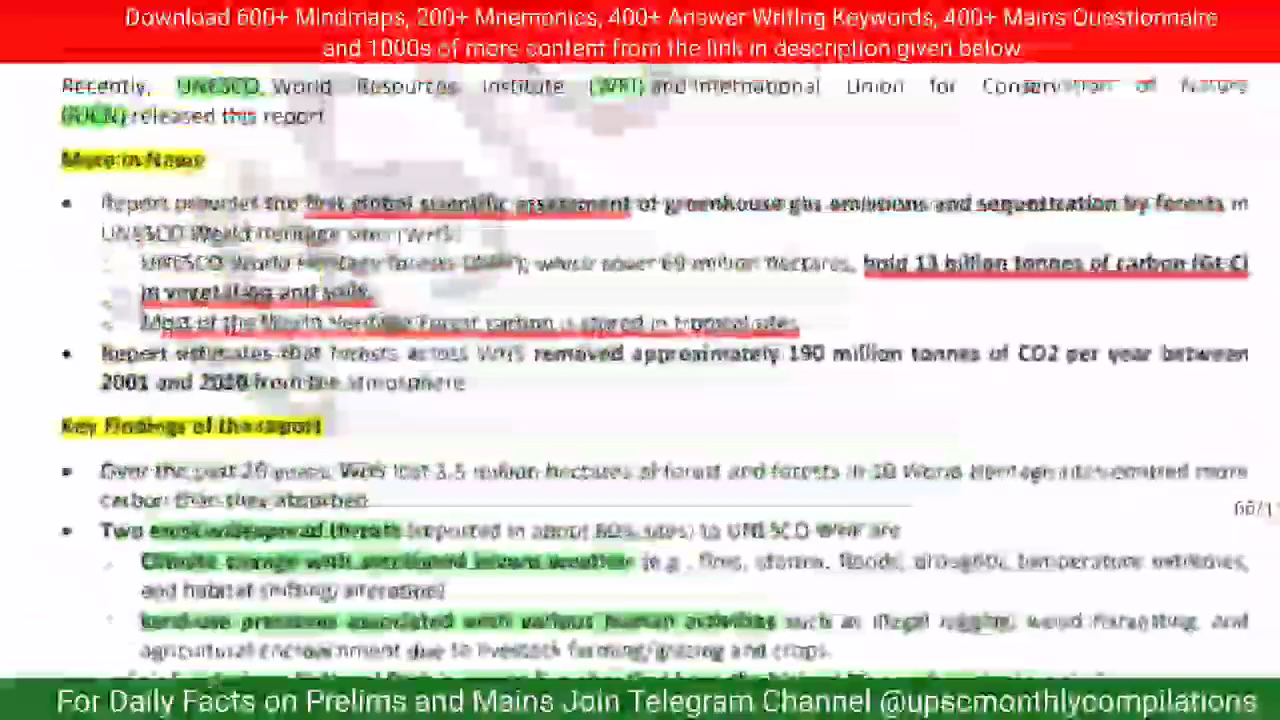 Download 600+ Mindmaps, 200+ Mnemonics, 400+ Answer Writing Keywords, 400+ Mains Questionnaire
and 1000s of more content from the link in description given below
Recently, UNESCO, World Resources Institute (WRI) and International Union for Conservation of Nature
(IUCN) released this report
More in News
• Report provides the first global scientific assessment of greenhouse gas emissions and sequestration by forests in
UNESCO World Heritage sites (WHS)
UNESCO World Heritage forests which cover 69 million hectares, hold 13 billion tonnes of carbon (Gt C)
in vegetation and soils
Most of the World Heritage Forest carbon is stored in tropical sites
• Report estimates that forests across WHS removed approximately 190 million tonnes of CO2 per year between
2001 and 2020 from the atmosphere
Key Findings of the report
• Over the past 20 years, WHS lost 3.5 million hectares of forest and forests in 10 World Heritage sites emitted more
carbon than they absorbed
• Two most widespread threats (reported in about 60% sites) to UNESCO WHF are
Climate change with associated severe weather (e.g., fires, storms, floods, droughts, temperature extremes,
and habitat shifting/alteration)
Land-use pressures associated with various human activities such as illegal logging, wood harvesting, and
agricultural encroachment due to livestock farming/grazing and crops.
For Daily Facts on Prelims and Mains Join Telegram Channel @upscmonthlycompilations